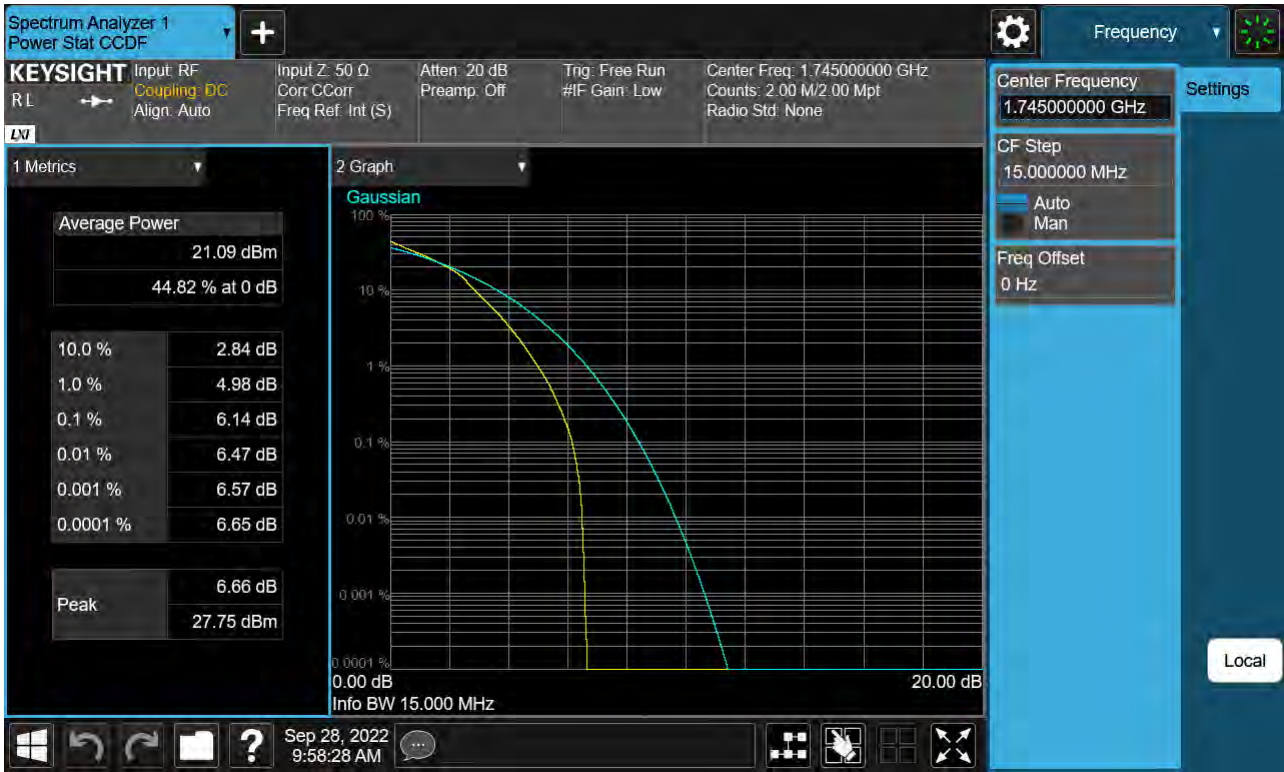 Spectrum Analyzer 1
Power Stat CCDF
Frequency
KEYSIGHT
RL
LXI
Input: RF
Coupling: DC
Align: Auto
Input Z: 50 Ω
Corr CCorr
Freq Ref: Int (S)
Atten: 20 dB
Preamp: Off
Trig: Free Run
#IF Gain: Low
Center Freq: 1.745000000 GHz
Counts: 2.00 M/2.00 Mpt
Radio Std: None
Center Frequency
1.745000000 GHz
Settings
CF Step
15.000000 MHz
Auto
Man
Freq Offset
0 Hz
1 Metrics
Average Power
21.09 dBm
44.82 % at 0 dB
10.0 % 2.84 dB
1.0 % 4.98 dB
0.1 % 6.14 dB
0.01 % 6.47 dB
0.001 % 6.57 dB
0.0001 % 6.65 dB
Peak
6.66 dB
27.75 dBm
2 Graph
Gaussian
100 %
10 %
1 %
0.1 %
0.01 %
0.001 %
0.0001 %
0.00 dB 20.00 dB
Info BW 15.000 MHz
Local
?
Sep 28, 2022
9:58:28 AM